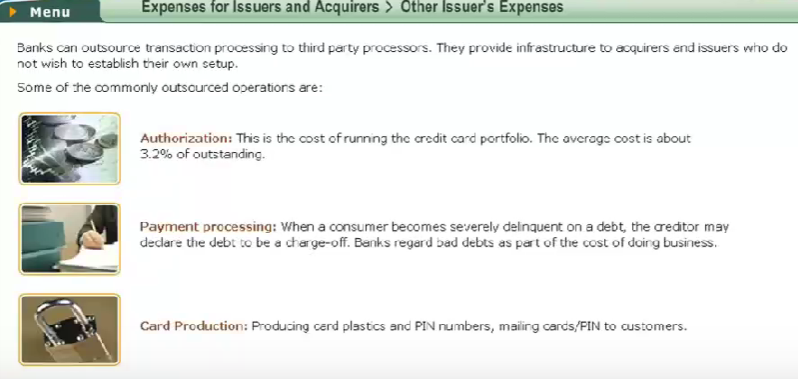 Menu
Expenses for Issuers and Acquirers > Other Issuer's Expenses
Banks can outsource transaction processing to third party processors. They provide infrastructure to acquirers and issuers who do
not wish to establish their own setup.
Some of the commonly outsourced operations are:
Authorization: This is the cost of running the credit card portfolio. The average cost is about
3.2% of outstanding.
Payment processing: When a consumer becomes severely delinquent on a debt, the creditor may
declare the debt to be a charge-off. Banks regard bad debts as part of the cost of doing business.
Card Production: Producing card plastics and PIN numbers, mailing cards/PIN to customers.